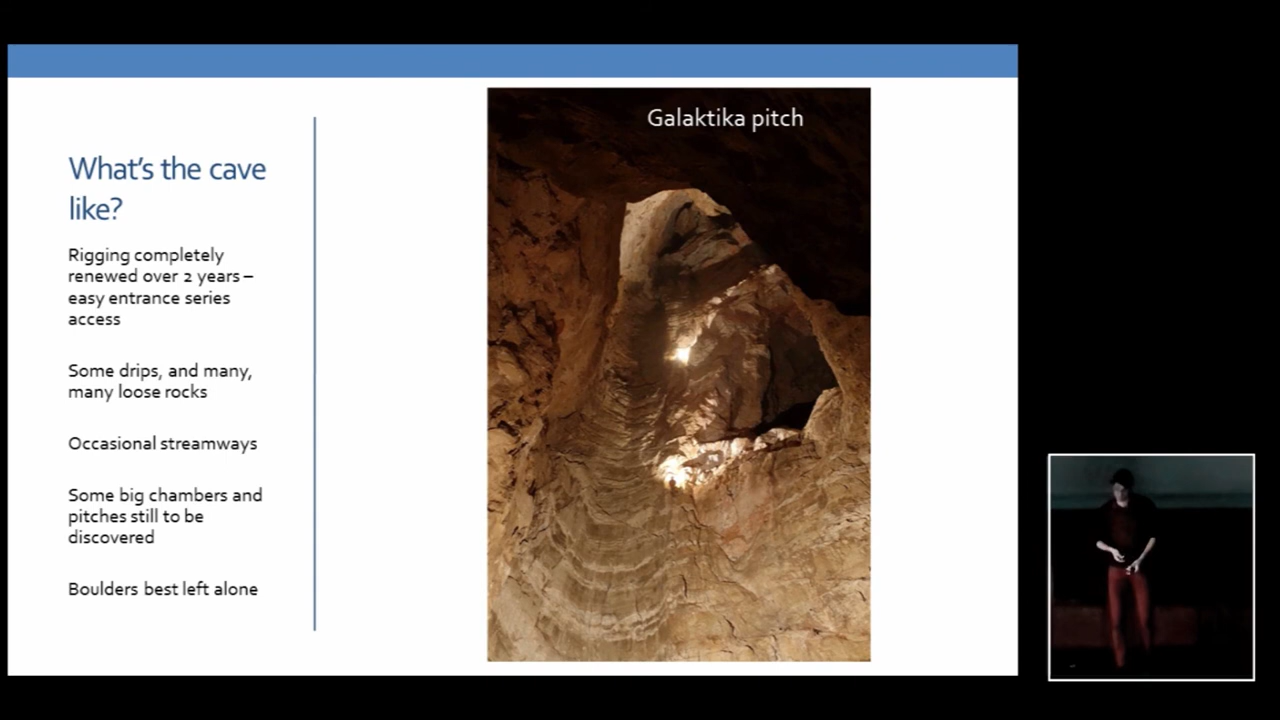 What's the cave
like?
Rigging completely
renewed over 2 years –
easy entrance series
access
Some drips, and many,
many loose rocks
Occasional streamways
Some big chambers and
pitches still to be
discovered
Boulders best left alone
Galaktika pitch